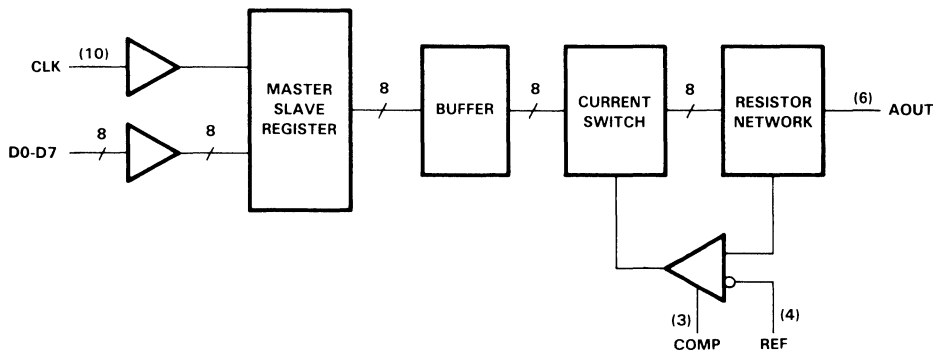 CLK
(10)
D0-D7
8
8
MASTER
SLAVE
REGISTER
8
BUFFER
8
CURRENT
SWITCH
8
RESISTOR
NETWORK
(6)
AOUT
(3)
COMP
(4)
REF